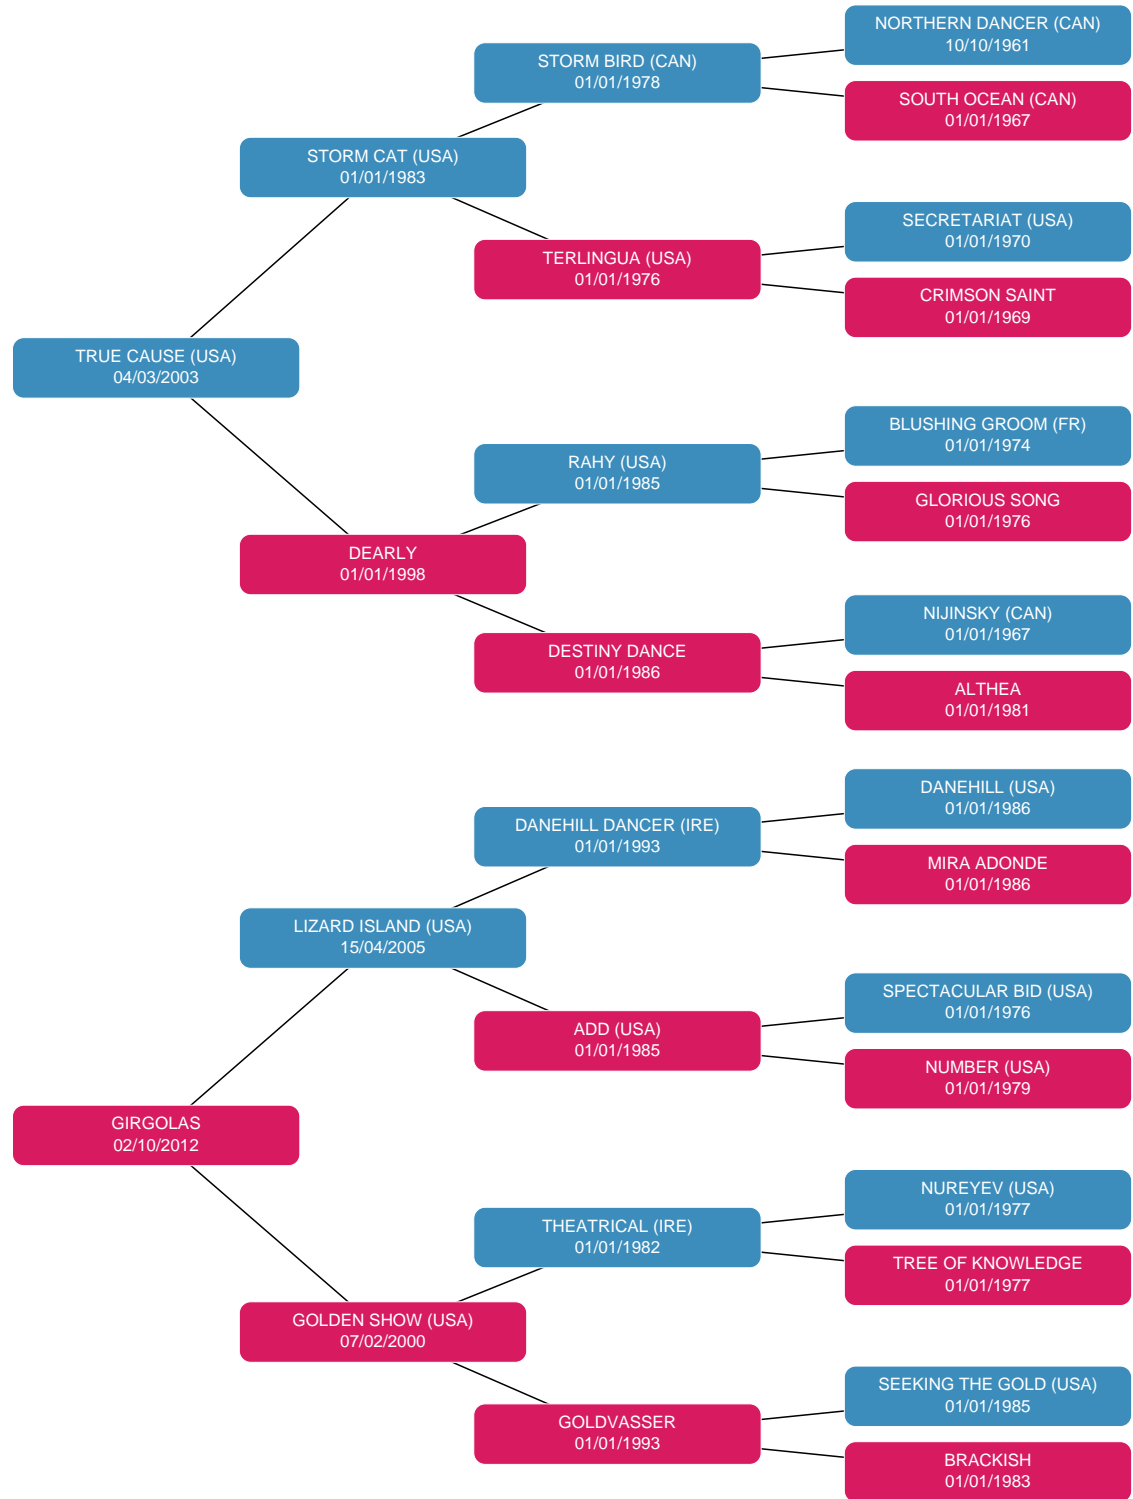 NORTHERN DANCER (CAN)
10/10/1961
STORM BIRD (CAN)
01/01/1978
SOUTH OCEAN (CAN)
01/01/1967
STORM CAT (USA)
01/01/1983
SECRETARIAT (USA)
01/01/1970
TERLINGUA (USA)
01/01/1976
CRIMSON SAINT
01/01/1969
TRUE CAUSE (USA)
04/03/2003
BLUSHING GROOM (FR)
01/01/1974
RAHY (USA)
01/01/1985
GLORIOUS SONG
01/01/1976
DEARLY
01/01/1998
NIJINSKY (CAN)
01/01/1967
DESTINY DANCE
01/01/1986
ALTHEA
01/01/1981
DANEHILL (USA)
01/01/1986
DANEHILL DANCER (IRE)
01/01/1993
MIRA ADONDE
01/01/1986
LIZARD ISLAND (USA)
15/04/2005
SPECTACULAR BID (USA)
01/01/1976
ADD (USA)
01/01/1985
NUMBER (USA)
01/01/1979
GIRGOLAS
02/10/2012
NUREYEV (USA)
01/01/1977
THEATRICAL (IRE)
01/01/1982
TREE OF KNOWLEDGE
01/01/1977
GOLDEN SHOW (USA)
07/02/2000
SEEKING THE GOLD (USA)
01/01/1985
GOLDVASSER
01/01/1993
BRACKISH
01/01/1983